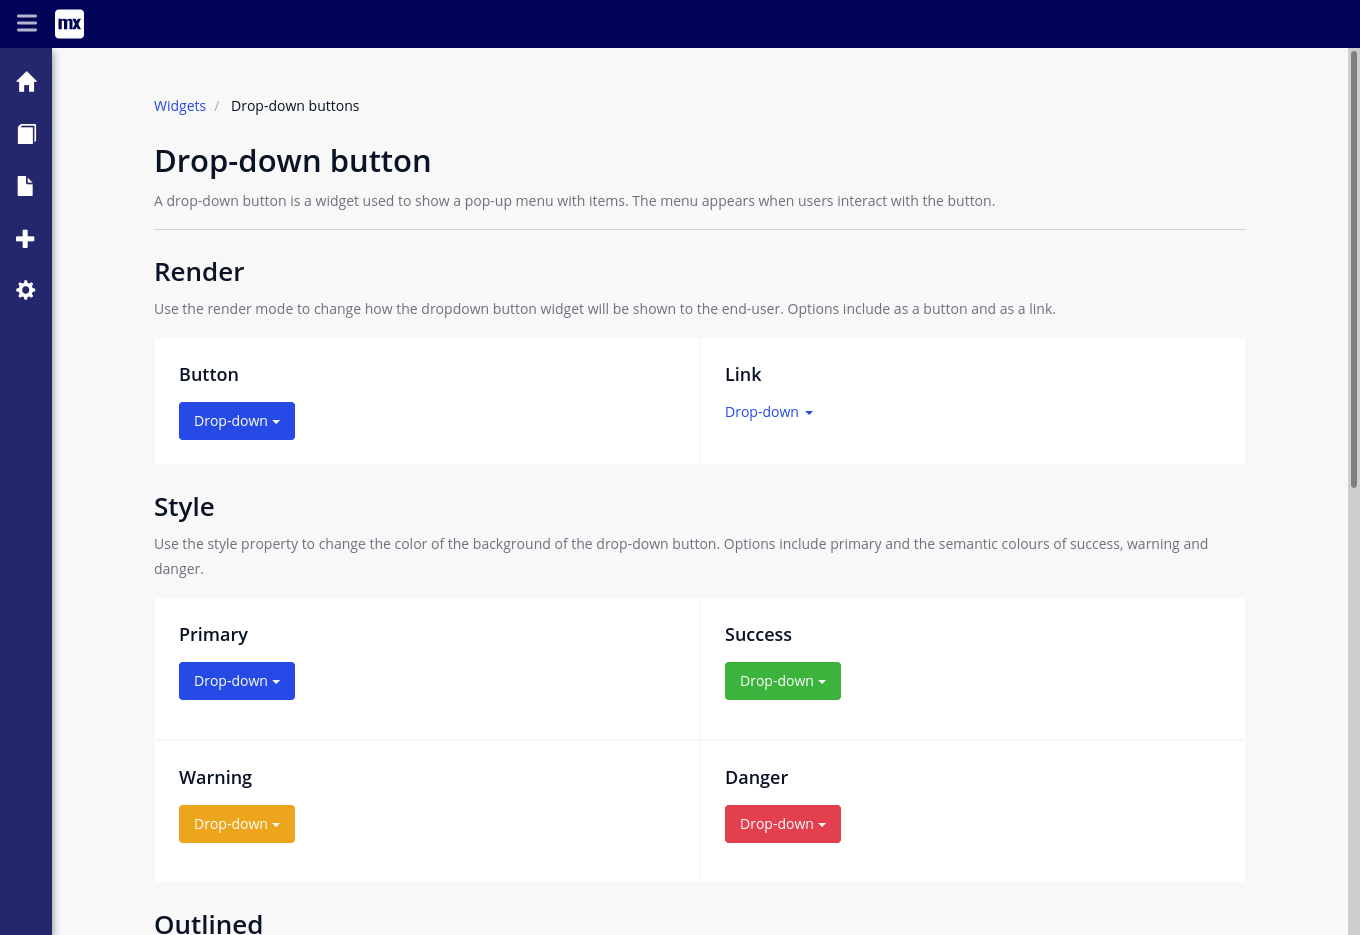 mx
Widgets / Drop-down buttons
Drop-down button
A drop-down button is a widget used to show a pop-up menu with items. The menu appears when users interact with the button.
Render
Use the render mode to change how the dropdown button widget will be shown to the end-user. Options include as a button and as a link.
Button
Drop-down
Link
Drop-down
Style
Use the style property to change the color of the background of the drop-down button. Options include primary and the semantic colours of success, warning and
danger.
Primary
Drop-down
Success
Drop-down
Warning
Drop-down
Danger
Drop-down
Outlined